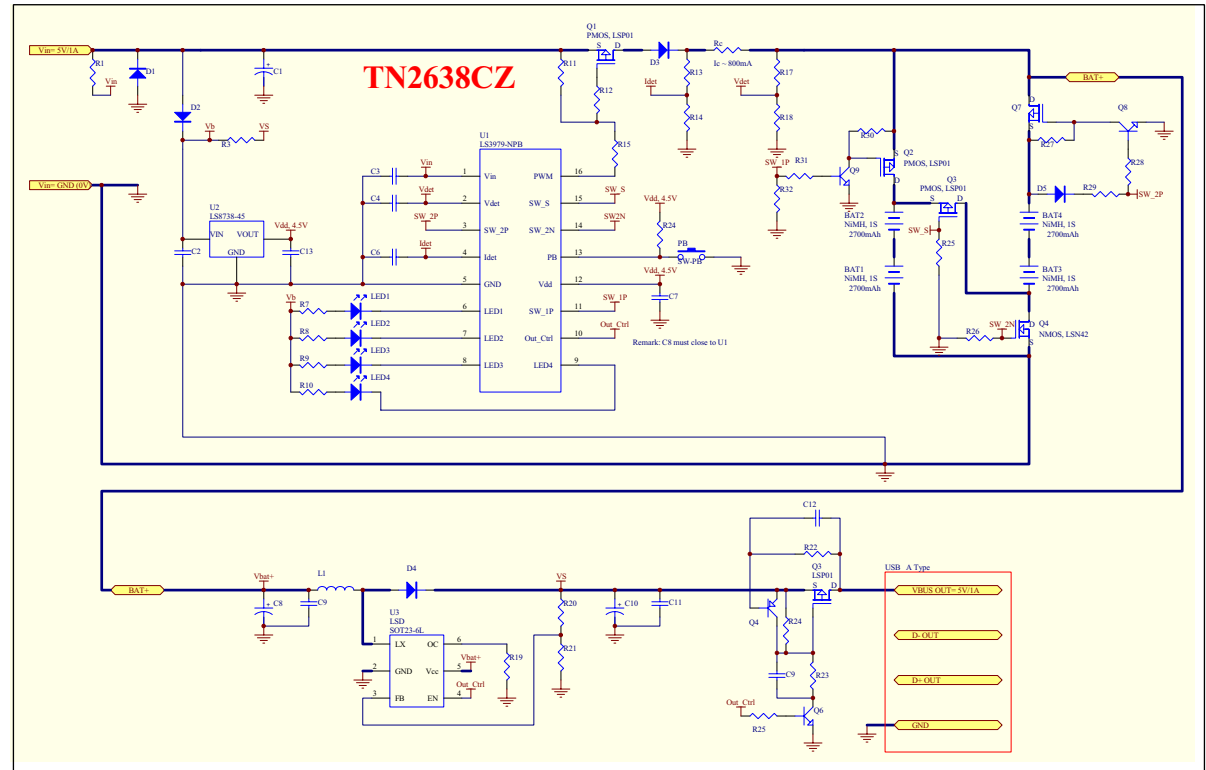 Vin= 5V/1A
R1
Vin
D1
C1
TN2638CZ
R11
Q1
PMOS, LSP01
S D
D3
Rc
Ic ~ 800mA
R12
Idet
R13
R14
Vdet
R17
R18
R15
D2
Vb
VS
R3
Vin= GND (0V)
U2
LS8738-45
VIN VOUT
GND
Vdd, 4.5V
C2
C13
U1
LS3979-NPB
C3
Vin
1
Vin
PWM
16
C4
Vdet
2
Vdet
SW_S
15
SW_S
SW_2P
3
SW_2P
SW_2N
14
SW2N
C6
Idet
4
Idet
PB
13
PB
SW-PB
R24
Vdd, 4.5V
5
GND
Vdd
12
Vdd, 4.5V
C7
6
LED1
SW_1P
11
SW_1P
7
LED2
Out_Ctrl
10
Out_Ctrl
8
LED3
LED4
9
Remark: C8 must close to U1
Vb
R7
LED1
R8
LED2
R9
LED3
R10
LED4
SW_1P
R31
R32
R30
Q9
Q2
PMOS, LSP01
S
D
Q3
PMOS, LSP01
S D
SW_S
R25
BAT2
NiMH, 1S
2700mAh
BAT1
NiMH, 1S
2700mAh
BAT+
Q7
D
S
R27
Q8
R28
D5
R29
SW_2P
BAT4
NiMH, 1S
2700mAh
BAT3
NiMH, 1S
2700mAh
R26
SW_2N
D
S
Q4
NMOS, LSN42
BAT+
Vbat+
C8
C9
L1
D4
U3
LSD
SOT23-6L
1
LX
OC
6
2
GND
Vcc
5
Vbat+
3
FB
EN
4
Out_Ctrl
R19
VS
R20
R21
C10
C11
C12
R22
Q3
LSP01
S D
Q4
R24
C9
R23
Out_Ctrl
R25
Q6
USB A Type
VBUS OUT= 5V/1A
D- OUT
D+ OUT
GND